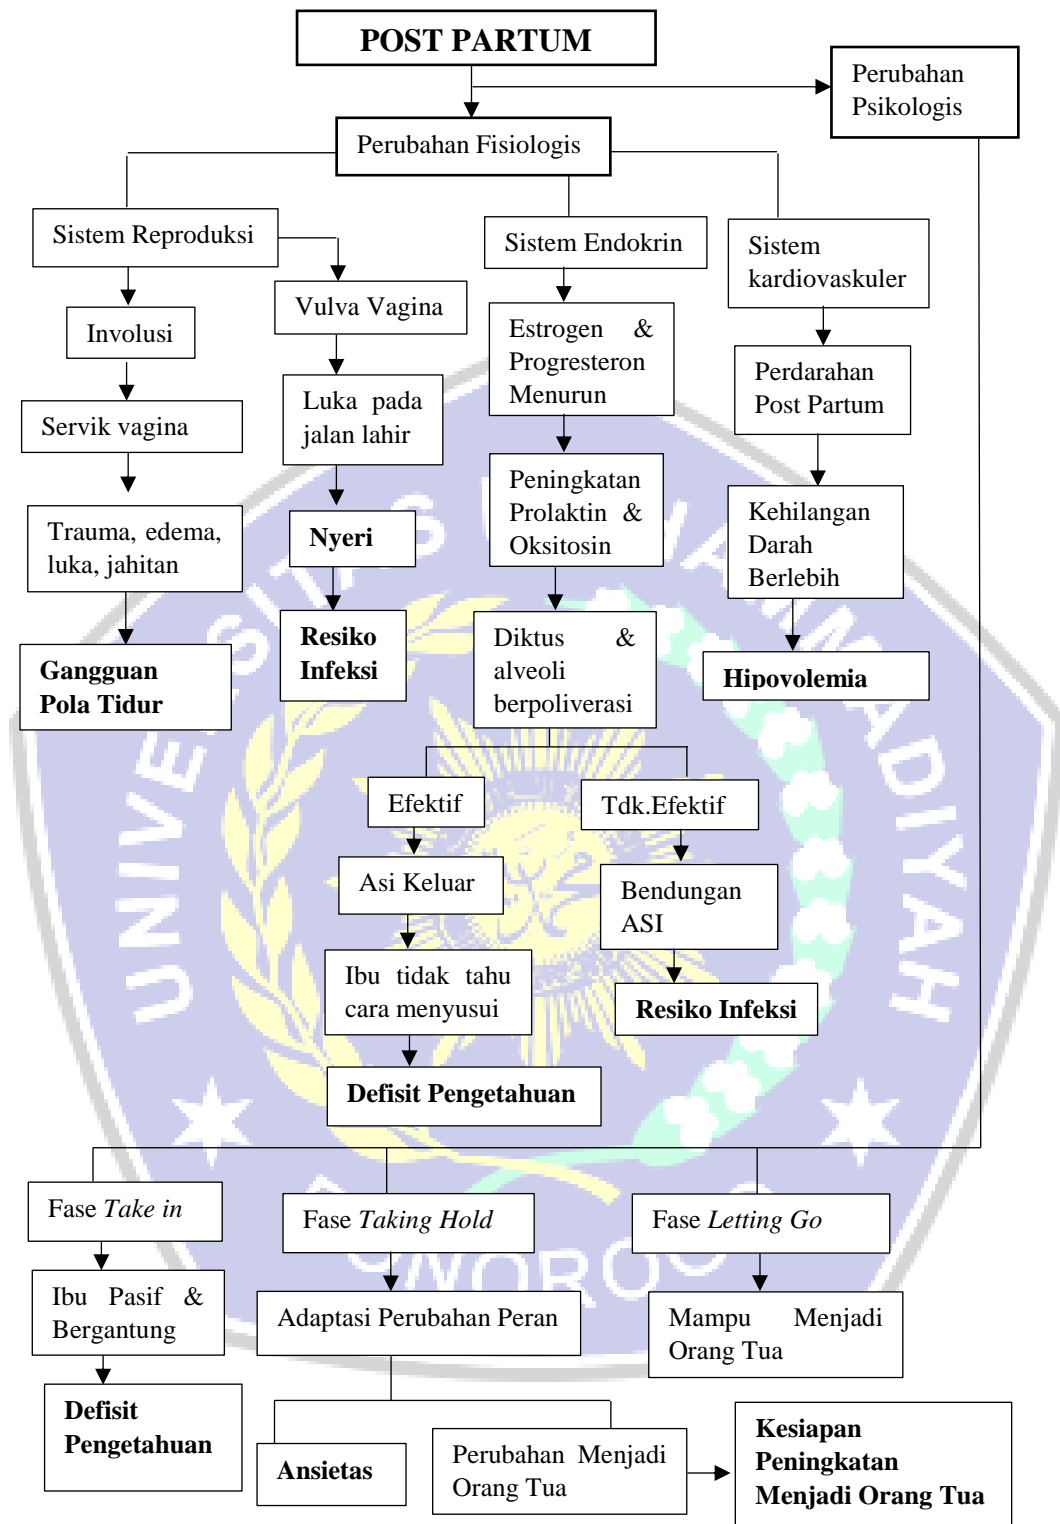 POST PARTUM
Perubahan
Psikologis
Perubahan Fisiologis
Sistem Reproduksi
Sistem Endokrin
Sistem
kardiovaskuler
Vulva Vagina
Involusi
Estrogen &
Progresteron
Menurun
Perdarahan
Post Partum
Servik vagina
Luka pada
jalan lahir
Peningkatan
Prolaktin &
Oksitosin
Kehilangan
Darah
Berlebih
Trauma, edema,
luka, jahitan
Nyeri
Resiko
Infeksi
Diktus &
alveoli
berpoliverasi
Gangguan
Pola Tidur
Hipovolemia
Efektif
Tdk.Efektif
Asi Keluar
Bendungan
ASI
Ibu tidak tahu
cara menyusui
Resiko Infeksi
Defisit Pengetahuan
Fase Take in
Fase Taking Hold
Fase Letting Go
Ibu Pasif &
Bergantung
Adaptasi Perubahan Peran
Mampu Menjadi
Orang Tua
Defisit
Pengetahuan
Ansietas
Perubahan Menjadi
Orang Tua
Kesiapan
Peningkatan
Menjadi Orang Tua